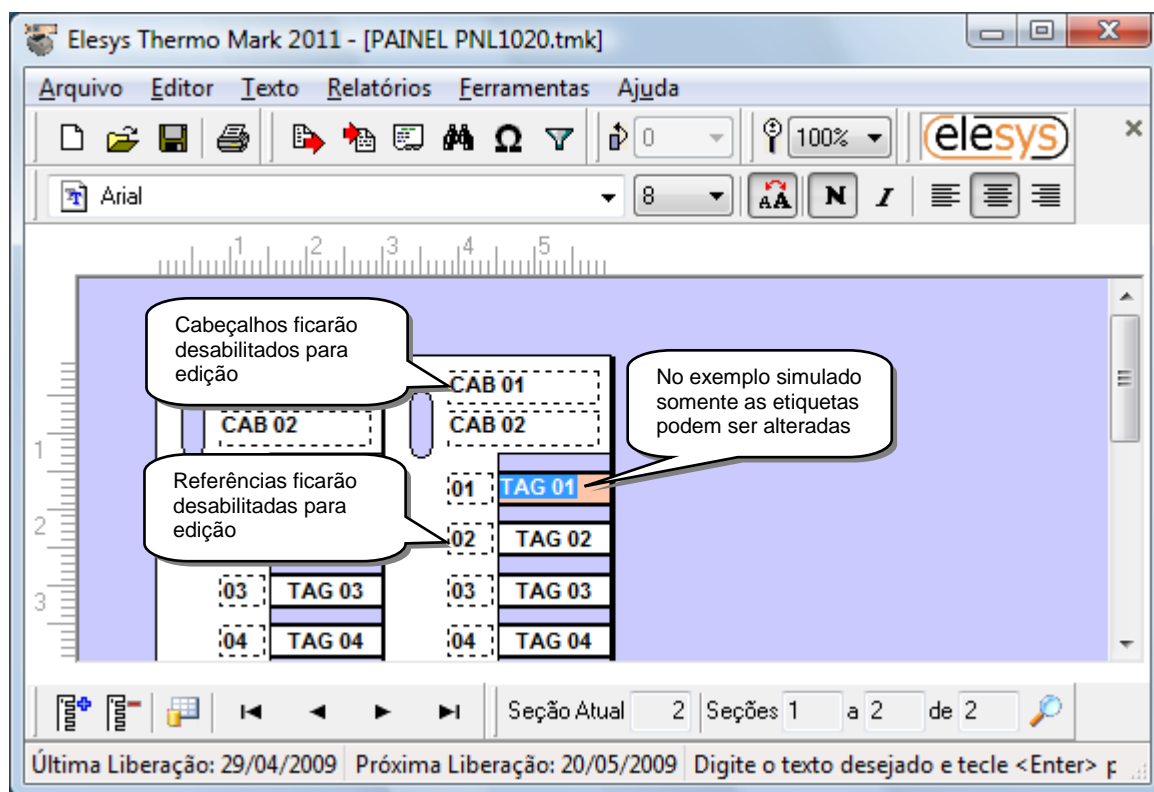 Elesys Thermo Mark 2011 - [PAINEL PNL1020.tmk]
Arquivo Editor Texto Relatórios Ferramentas Ajuda
Ω 0 100% elesys
Arial 8 AA N I
1 2 3 4 5
Cabeçalhos ficarão
desabilitados para
edição
CAB 01
No exemplo simulado
somente as etiquetas
podem ser alteradas
CAB 02 CAB 02
1
Referências ficarão
desabilitadas para
edição
01 TAG 01
2
02 TAG 02
03 TAG 03 03 TAG 03
3
04 TAG 04 04 TAG 04
Seção Atual 2 Seções 1 a 2 de 2
Última Liberação: 29/04/2009 Próxima Liberação: 20/05/2009 Digite o texto desejado e tecle <Enter> p